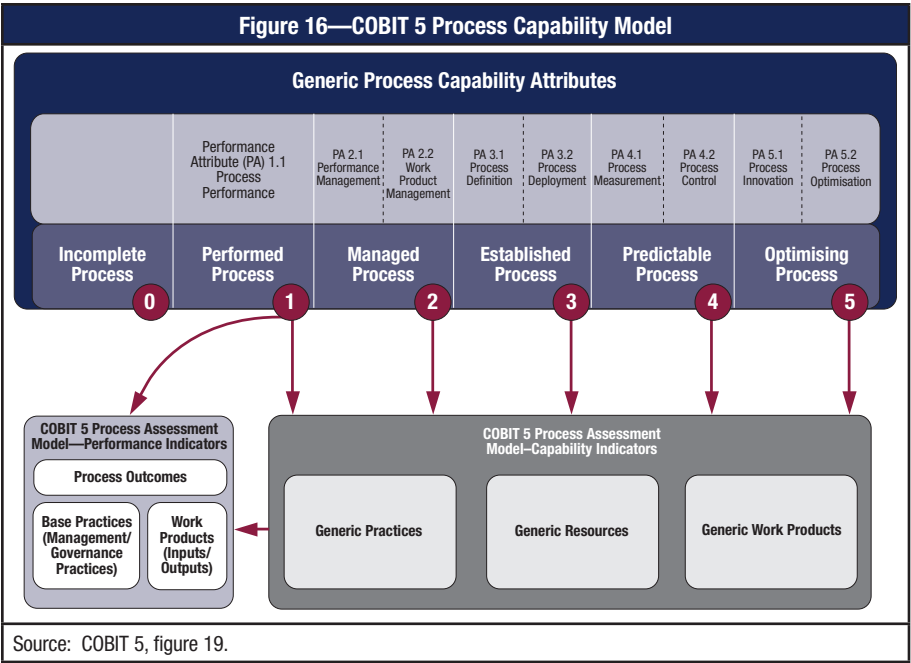 Figure 16—COBIT 5 Process Capability Model
Generic Process Capability Attributes
Performance
Attribute (PA) 1.1
Process
Performance
PA 2.1
Performance
Management
PA 2.2
Work
Product
Management
PA 3.1
Process
Definition
PA 3.2
Process
Deployment
PA 4.1
Process
Measurement
PA 4.2
Process
Control
PA 5.1
Process
Innovation
PA 5.2
Process
Optimisation
Incomplete
Process
0
Performed
Process
1
Managed
Process
2
Established
Process
3
Predictable
Process
4
Optimising
Process
5
COBIT 5 Process Assessment
Model—Performance Indicators
Process Outcomes
Base Practices
(Management/
Governance
Practices)
Work
Products
(Inputs/
Outputs)
COBIT 5 Process Assessment
Model–Capability Indicators
Generic Practices
Generic Resources
Generic Work Products
Source: COBIT 5, figure 19.